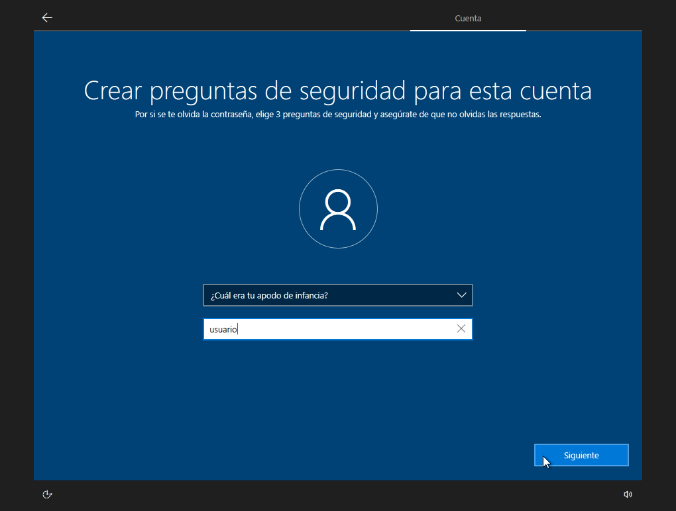 Cuenta
Crear preguntas de seguridad para esta cuenta
Por si se te olvida la contraseña, elige 3 preguntas de seguridad y asegúrate de que no olvidas las respuestas.
¿Cuál era tu apodo de infancia?
usuario
Siguiente